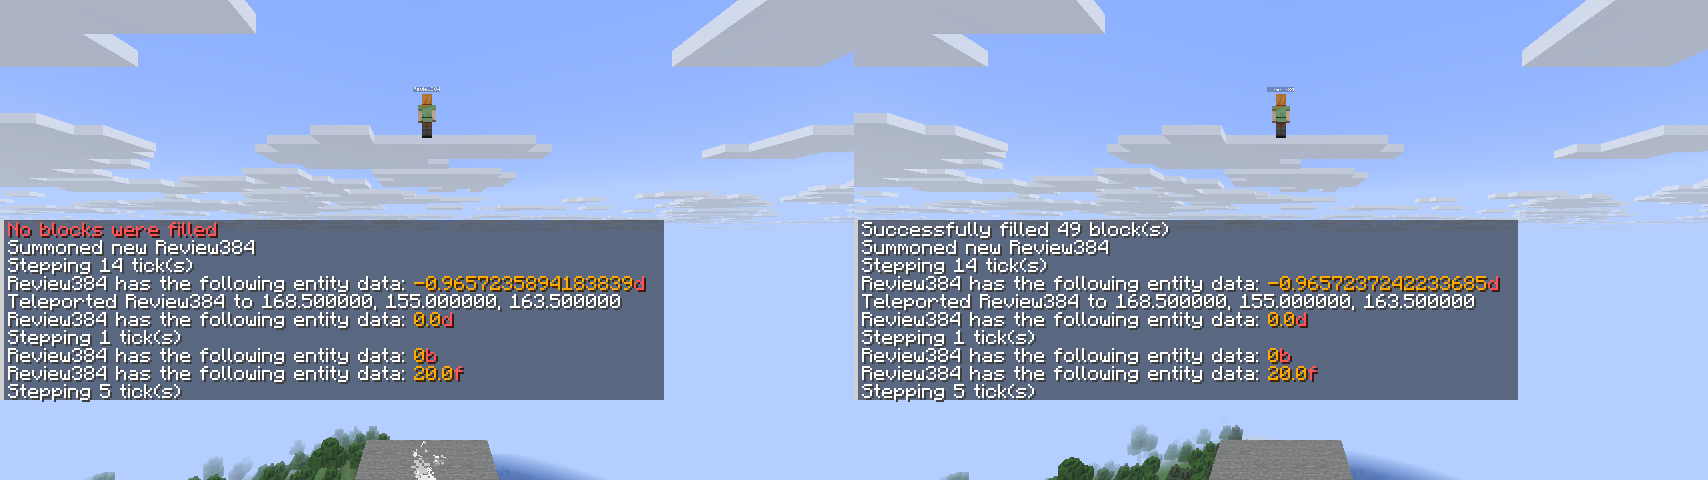 No blocks were filled
Summoned new Review384
Stepping 14 tick(s)
Review384 has the following entity data: -0.9657235894183839d
Teleported Review384 to 168.500000, 155.000000, 163.500000
Review384 has the following entity data: 0.0d
Stepping 1 tick(s)
Review384 has the following entity data: 0b
Review384 has the following entity data: 20.0f
Stepping 5 tick(s)
Successfully filled 49 block(s)
Summoned new Review384
Stepping 14 tick(s)
Review384 has the following entity data: -0.9657237242233685d
Teleported Review384 to 168.500000, 155.000000, 163.500000
Review384 has the following entity data: 0.0d
Stepping 1 tick(s)
Review384 has the following entity data: 0b
Review384 has the following entity data: 20.0f
Stepping 5 tick(s)